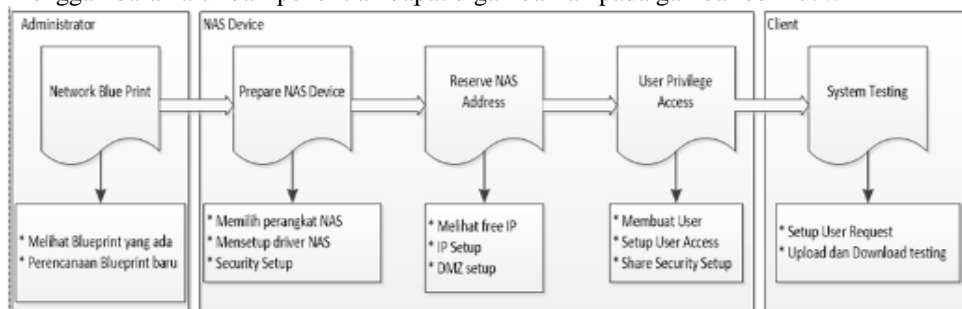 Administrator
NAS Device
Client
Network Blue Print
Prepare NAS Device
Reserve NAS
Address
User Privilege
Access
System Testing
* Melihat Blueprint yang ada
* Perencanaan Blueprint baru
* Memilih perangkat NAS
* Mensetup driver NAS
* Security Setup
* Melihat free IP
* IP Setup
* DMZ setup
* Membuat User
* Setup User Access
* Share Security Setup
* Setup User Request
* Upload dan Download testing